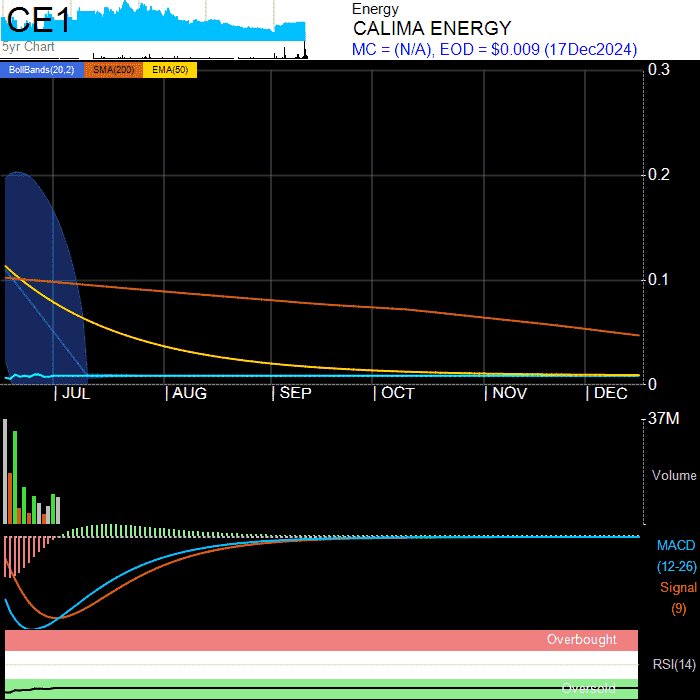 CE1
5yr Chart
Energy
CALIMA ENERGY
MC = (N/A), EOD = $0.009 (17Dec2024)
BollBands(20,2) SMA(200) EMA(50)
0.3
0.2
0.1
0
JUL AUG SEP OCT NOV DEC
37M
Volume
MACD
(12-26)
Signal
(9)
Overbought
RSI(14)
Oversold